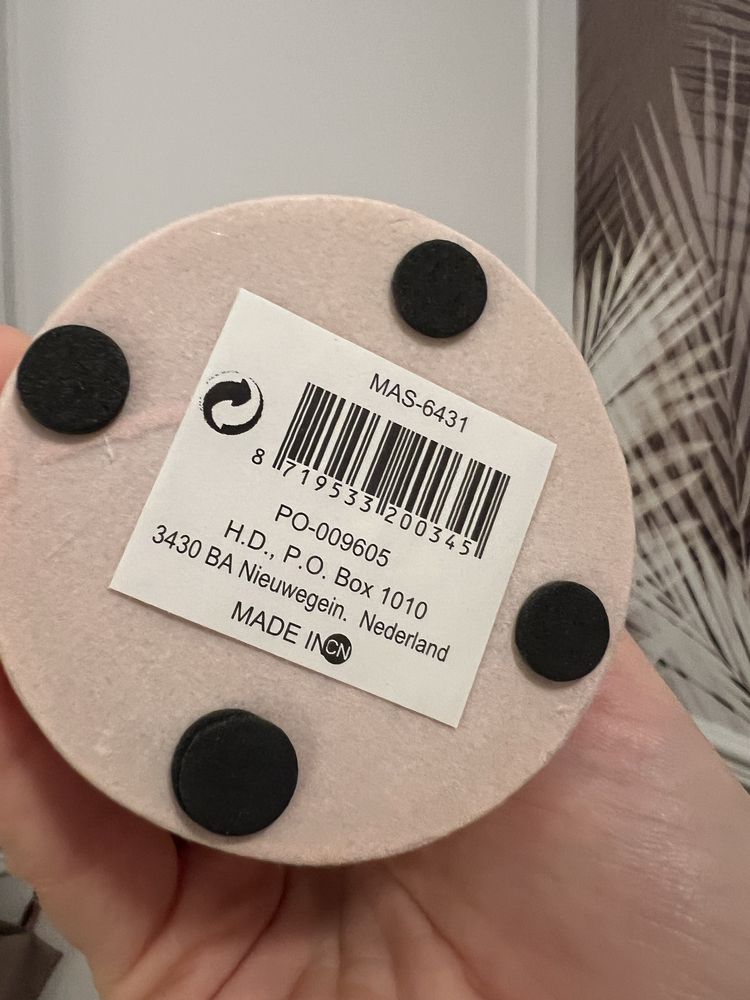 MAS-6431
8 719533 200345
PO-009605
H.D., P.O. Box 1010
3430 BA Nieuwegein. Nederland
MADE IN CN